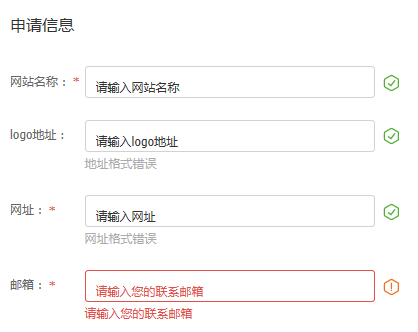 申请信息
网站名称： * 请输入网站名称
logo地址： 请输入logo地址
地址格式错误
网址： * 请输入网址
网址格式错误
邮箱： * 请输入您的联系邮箱
请输入您的联系邮箱